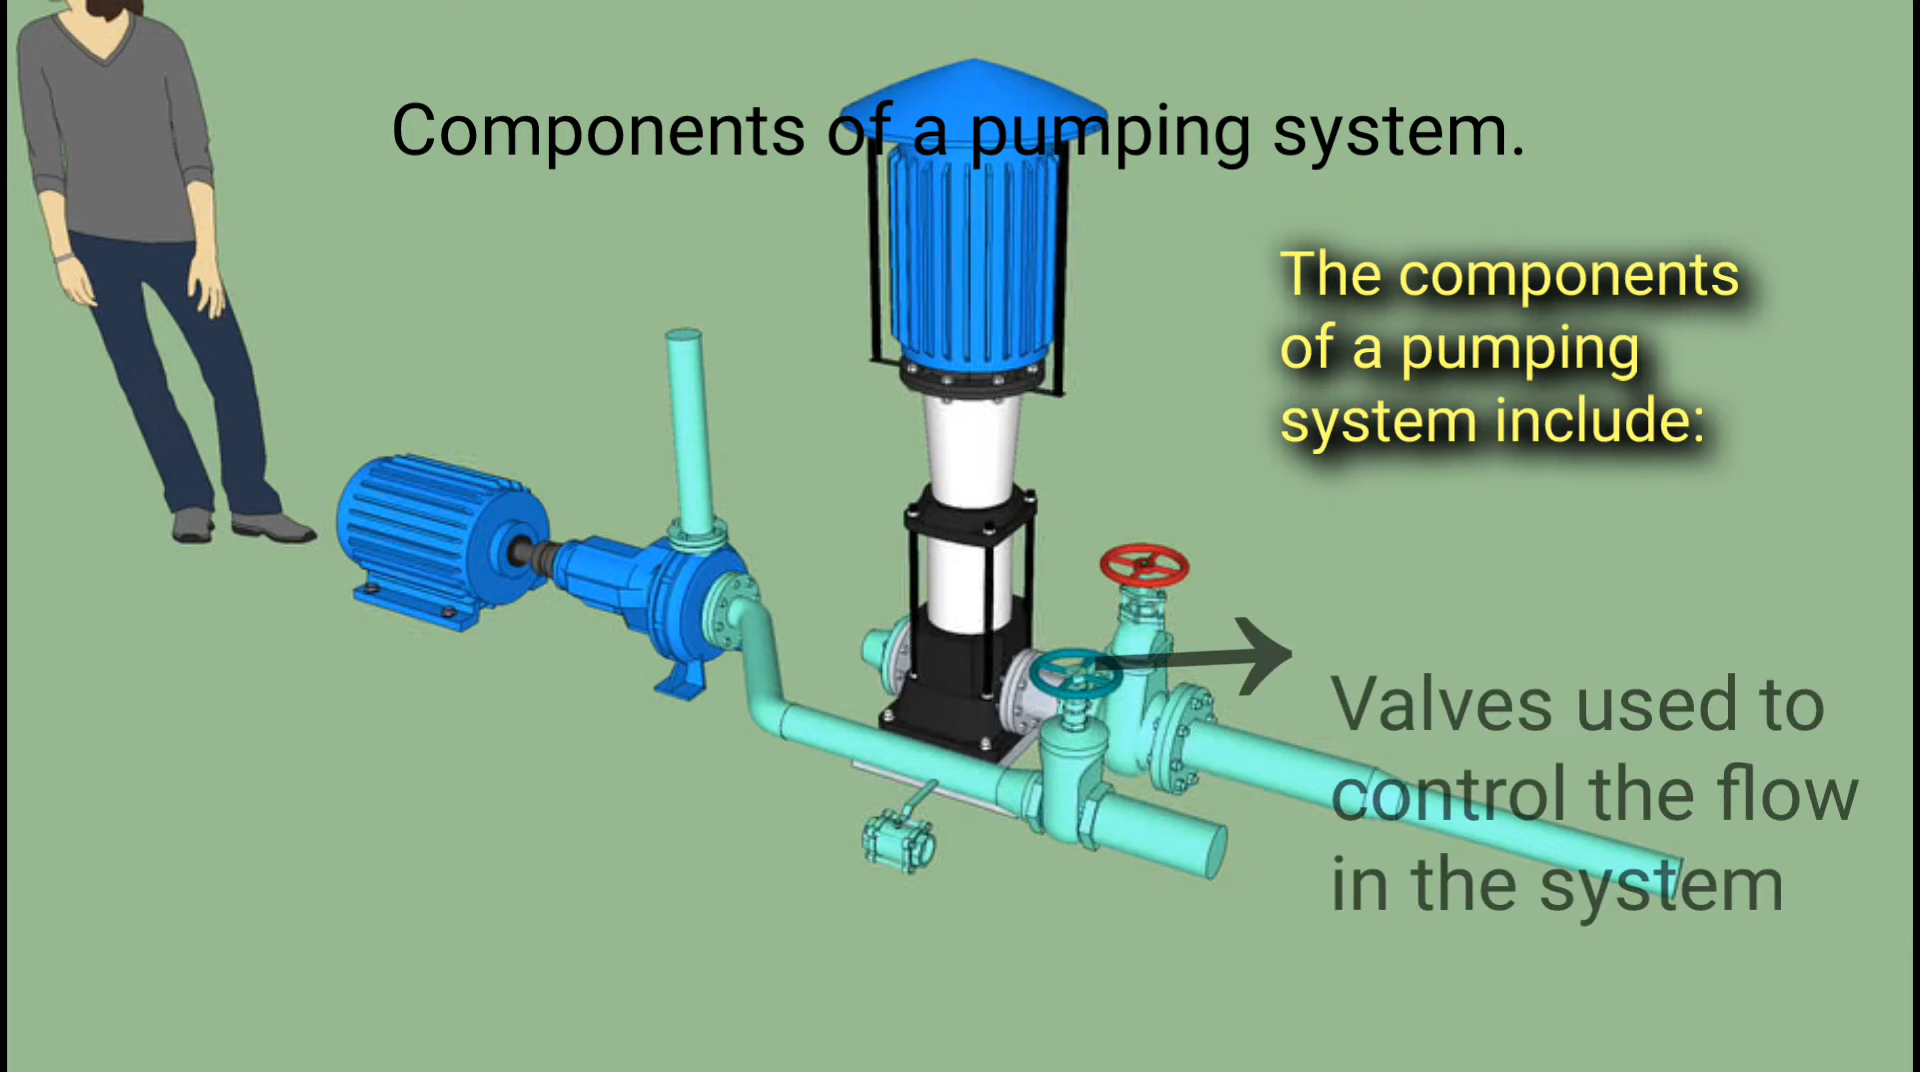 Components of a pumping system.
The components
of a pumping
system include:
Valves used to
control the flow
in the system